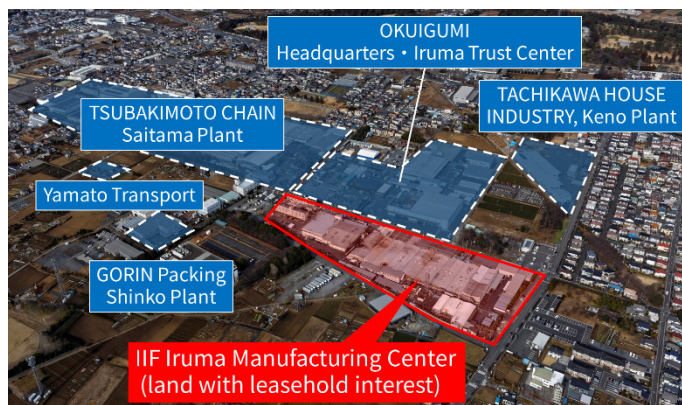 OKUIGUMI
Headquarters・Iruma Trust Center
TSUBAKIMOTO CHAIN
Saitama Plant
TACHIKAWA HOUSE
INDUSTRY, Keno Plant
Yamato Transport
GORIN Packing
Shinko Plant
IIF Iruma Manufacturing Center
(land with leasehold interest)